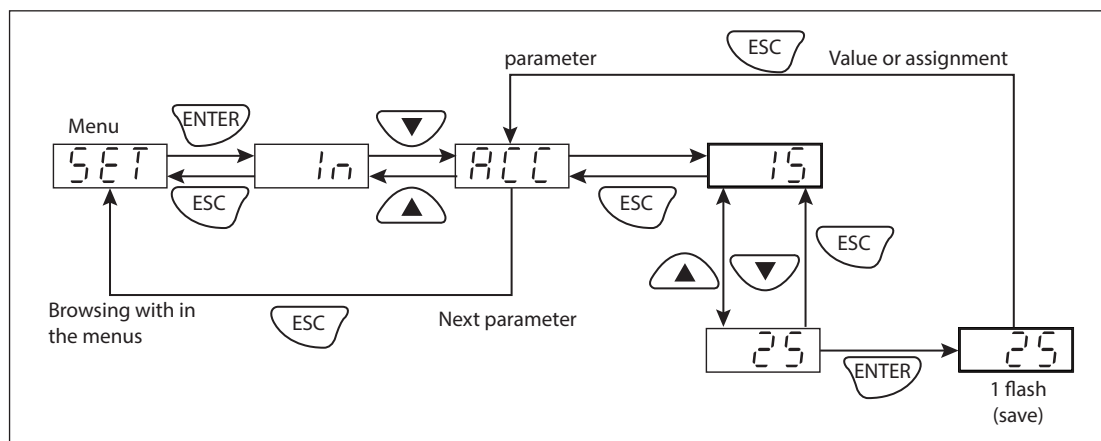 ESC
parameter
Value or assignment
Menu
ENTER
SET
In
ACC
15
ESC
ESC
ESC
Browsing with in
the menus
ESC
Next parameter
25
ENTER
25
1 flash
(save)